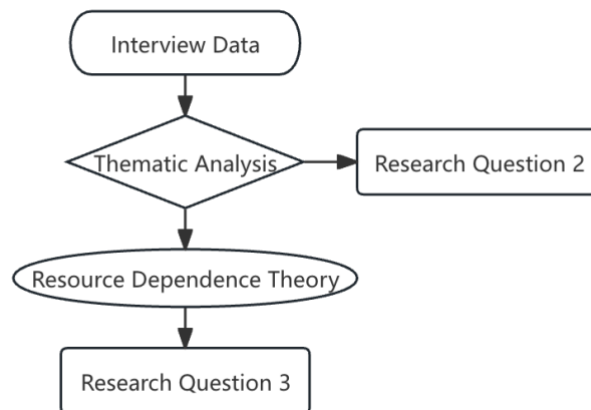 Interview Data
Thematic Analysis
Research Question 2
Resource Dependence Theory
Research Question 3